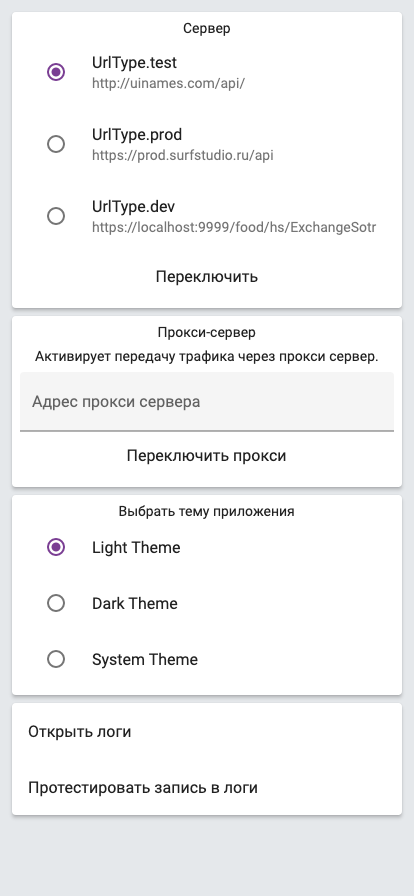 Сервер
UrlType.test
http://uinames.com/api/
UrlType.prod
https://prod.surfstudio.ru/api
UrlType.dev
https://localhost:9999/food/hs/ExchangeSotr
Переключить
Прокси-сервер
Активирует передачу трафика через прокси сервер.
Адрес прокси сервера
Переключить прокси
Выбрать тему приложения
Light Theme
Dark Theme
System Theme
Открыть логи
Протестировать запись в логи